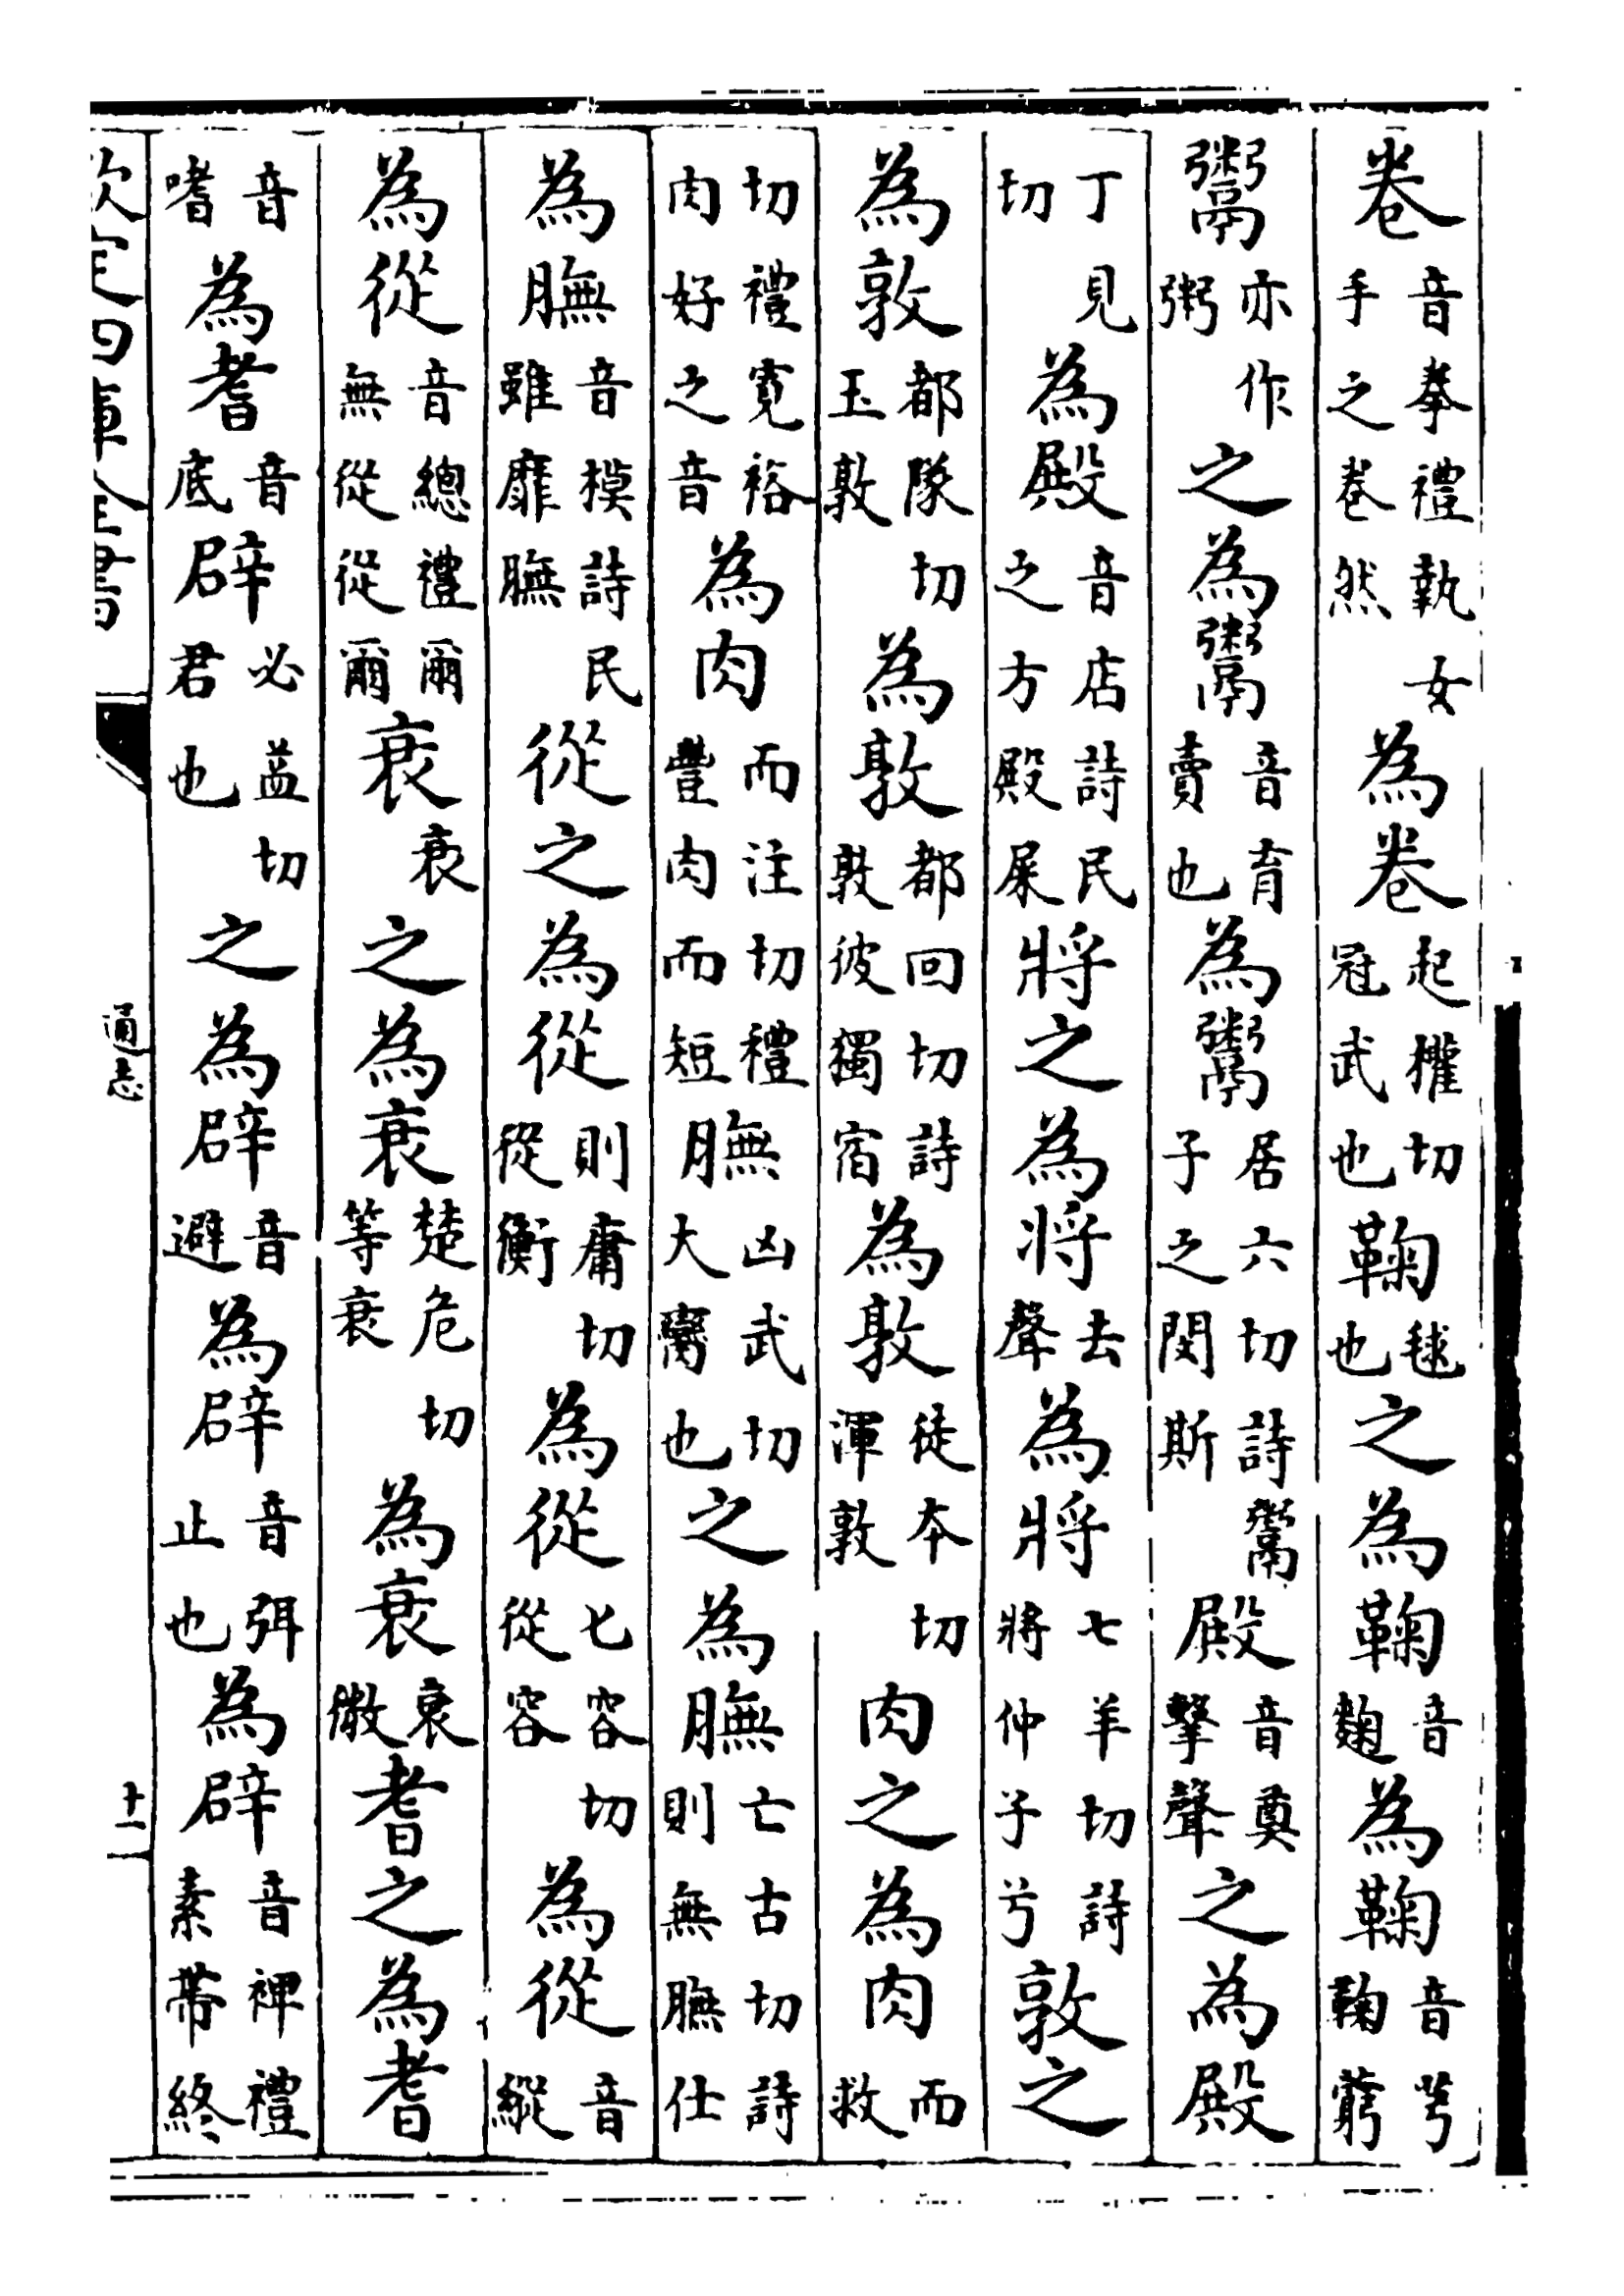 卷音拳禮執女手之卷然為卷起權切冠武也鞠毬也之為鞠音麴為鞠音芎鞠藭
鬻亦作粥之為鬻音育賣也為鬻居六切詩鬻子之閔斯殿音奠擊聲之為殿
丁見切為殿音店詩民之方殿屎將之為將去聲為將七羊切詩將仲子兮敦之
為敦都隊切玉敦為敦都回切詩敦彼獨宿為敦徒本切渾敦肉之為肉而救
切禮寛裕肉好之音為肉而注切禮豐肉而短膴凶武切大臠也之為膴亡古切詩則無膴仕
為膴音模詩民雖靡膴從之為從則庸切從衡為從七容切從容為從音縱
為從音總禮爾無從從爾衰衰之為衰楚危切等衰為衰衰微耆之為耆
音嗜為耆音底辟必益切君也之為辟音避為辟音弭止也為辟音裨禮素帶終
欽定四庫全書
通志
十一